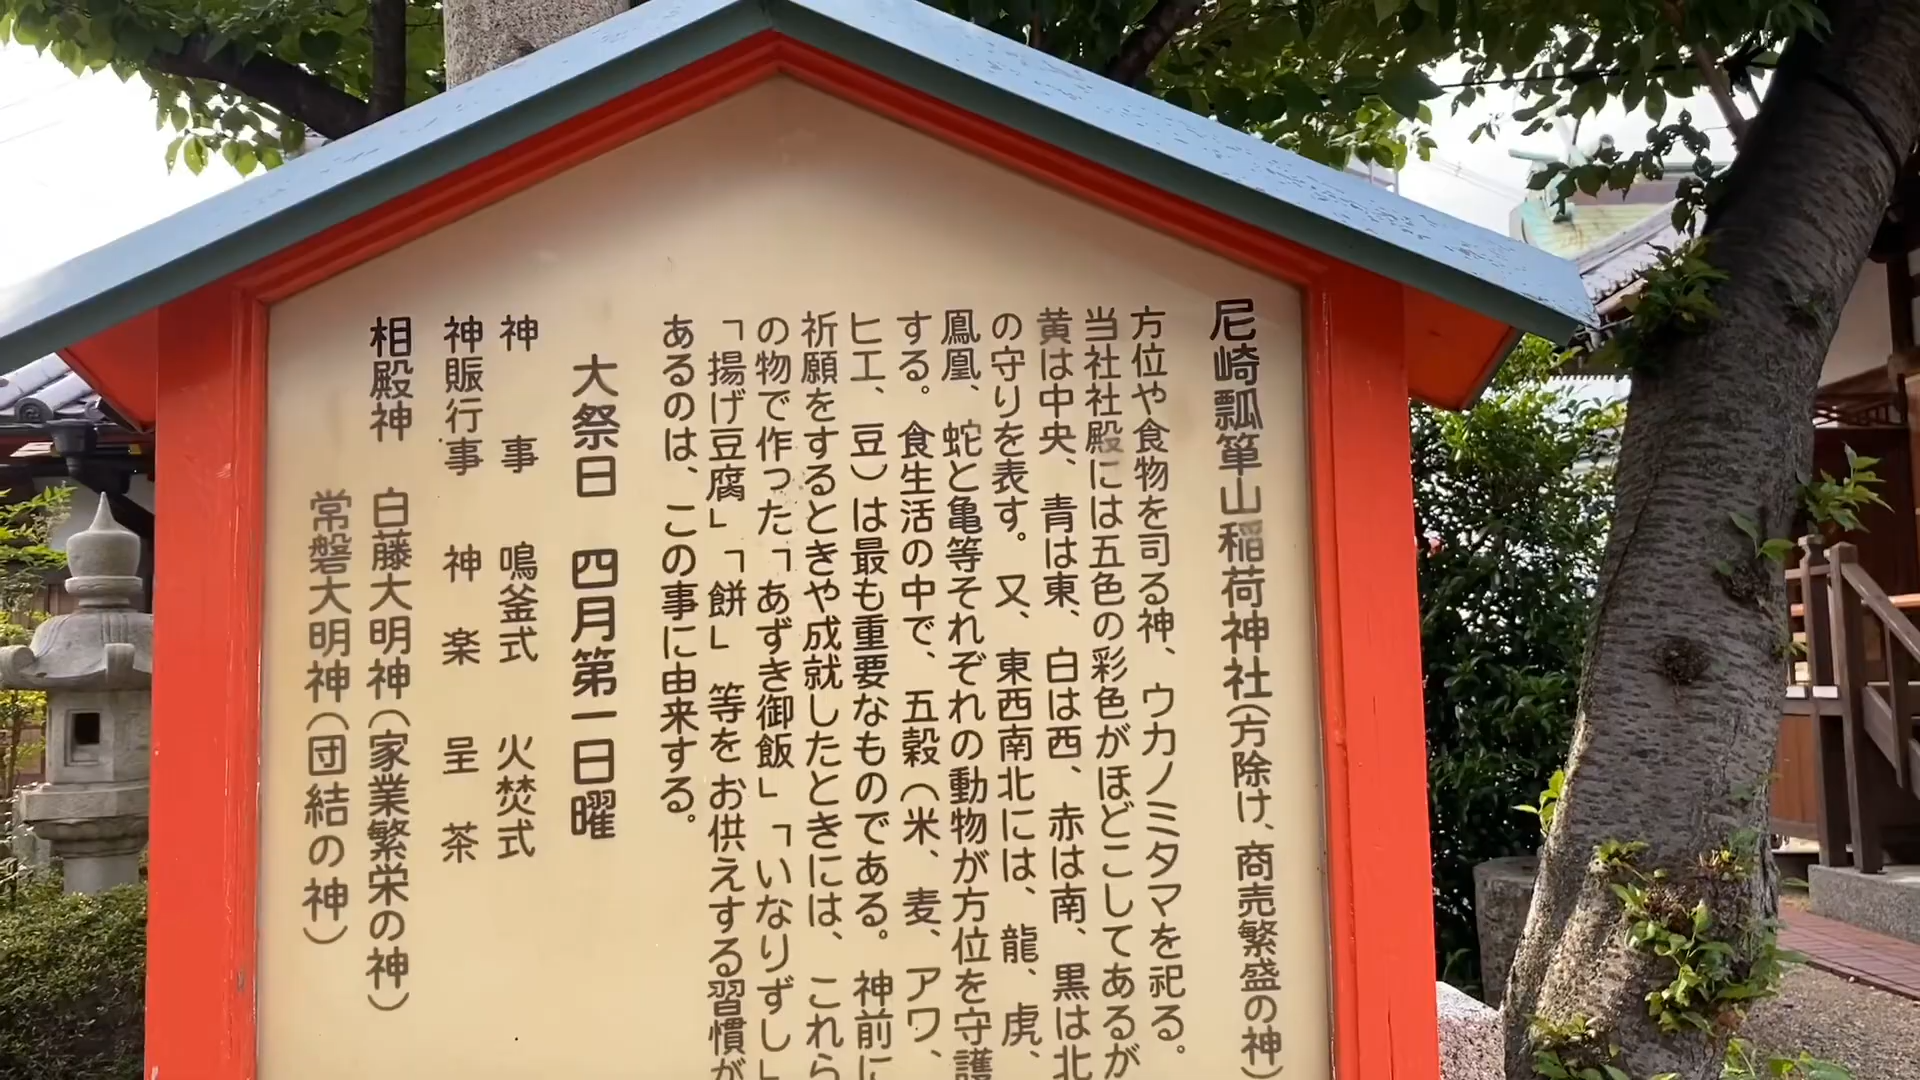 尼崎瓢箪山稲荷神社(方除け、商売繁盛の神)
方位や食物を司る神、ウカノミタマを祀る。
当社社殿には五色の彩色がほどこしてあるが
黄は中央、青は東、白は西、赤は南、黒は北
の守りを表す。又、東西南北には、龍、虎、
鳳凰、蛇と亀等それぞれの動物が方位を守護
する。食生活の中で、五穀(米、麦、アワ、
ヒエ、豆)は最も重要なものである。神前に
祈願をするときや成就したときには、これら
の物で作った「あずき御飯」「いなりずし」
「揚げ豆腐」「餅」等をお供えする習慣が
あるのは、この事に由来する。
大祭日 四月第一日曜
神事 鳴釜式 火焚式
神賑行事 神楽 呈茶
相殿神 白藤大明神(家業繁栄の神)
常磐大明神(団結の神)